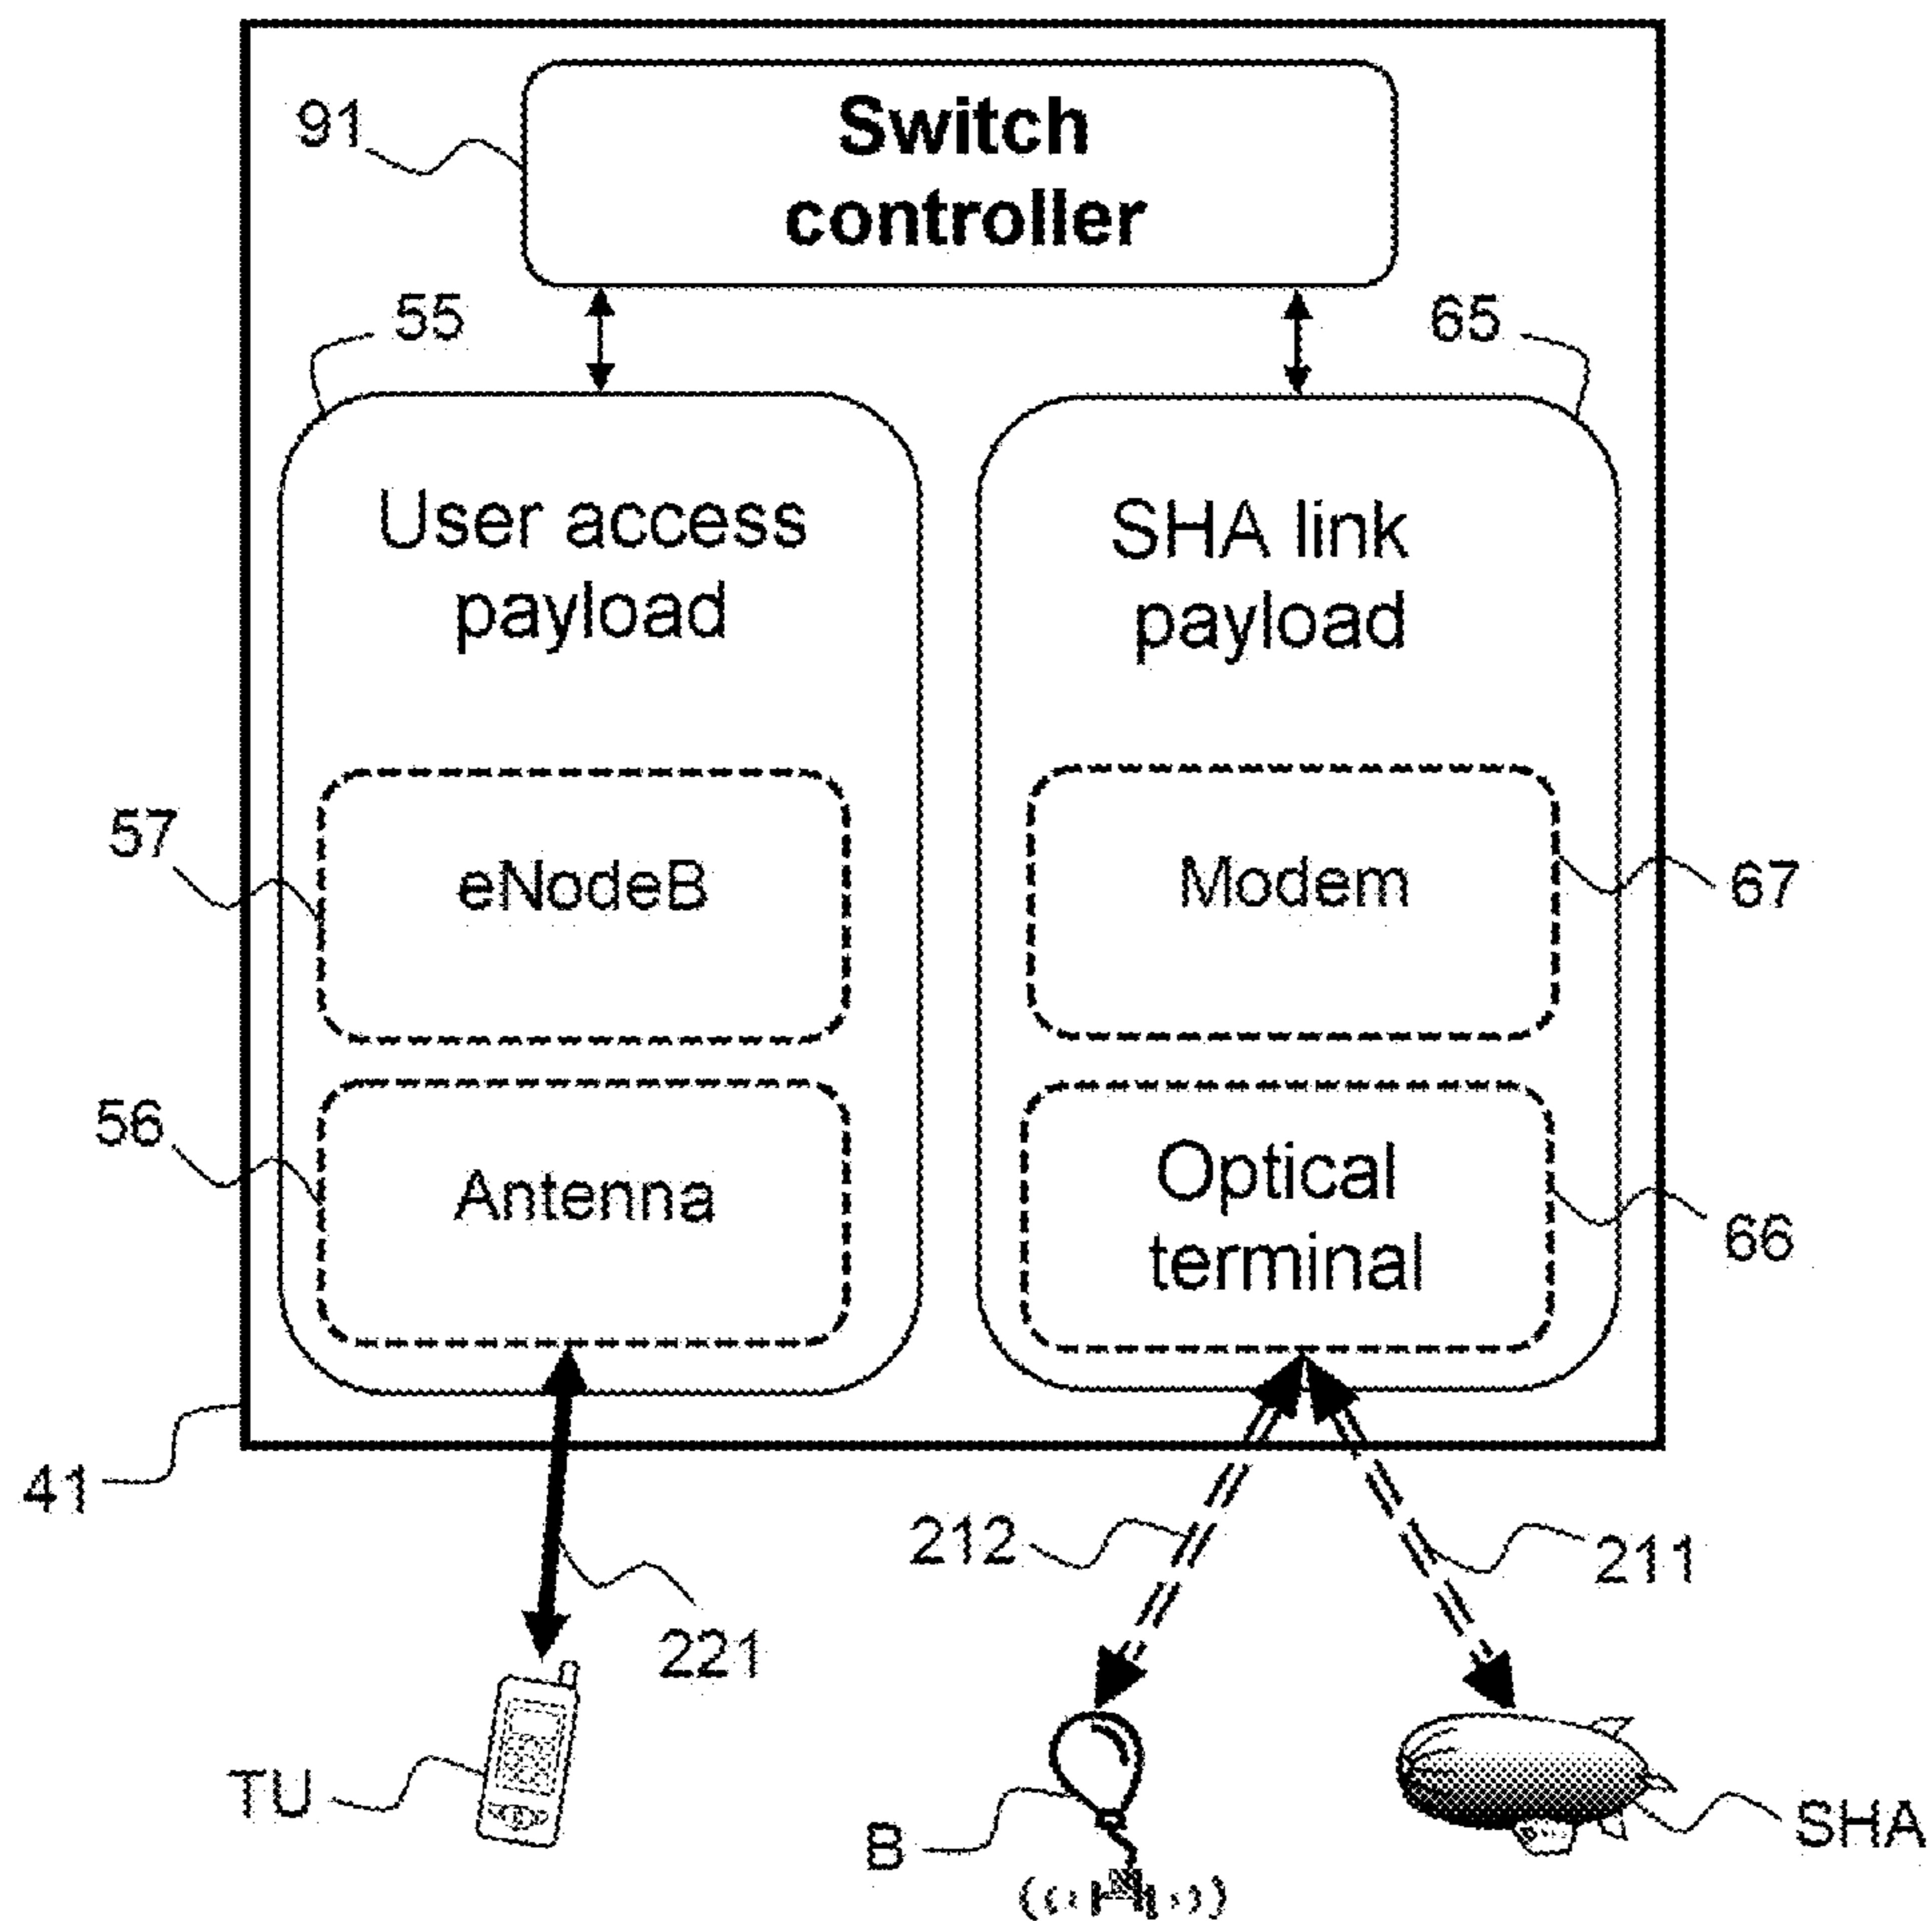 91
Switch
controller
55
65
User access
payload
SHA link
payload
57
eNodeB
Modem
67
56
Antenna
Optical
terminal
66
41
212
211
221
TU
B
SHA